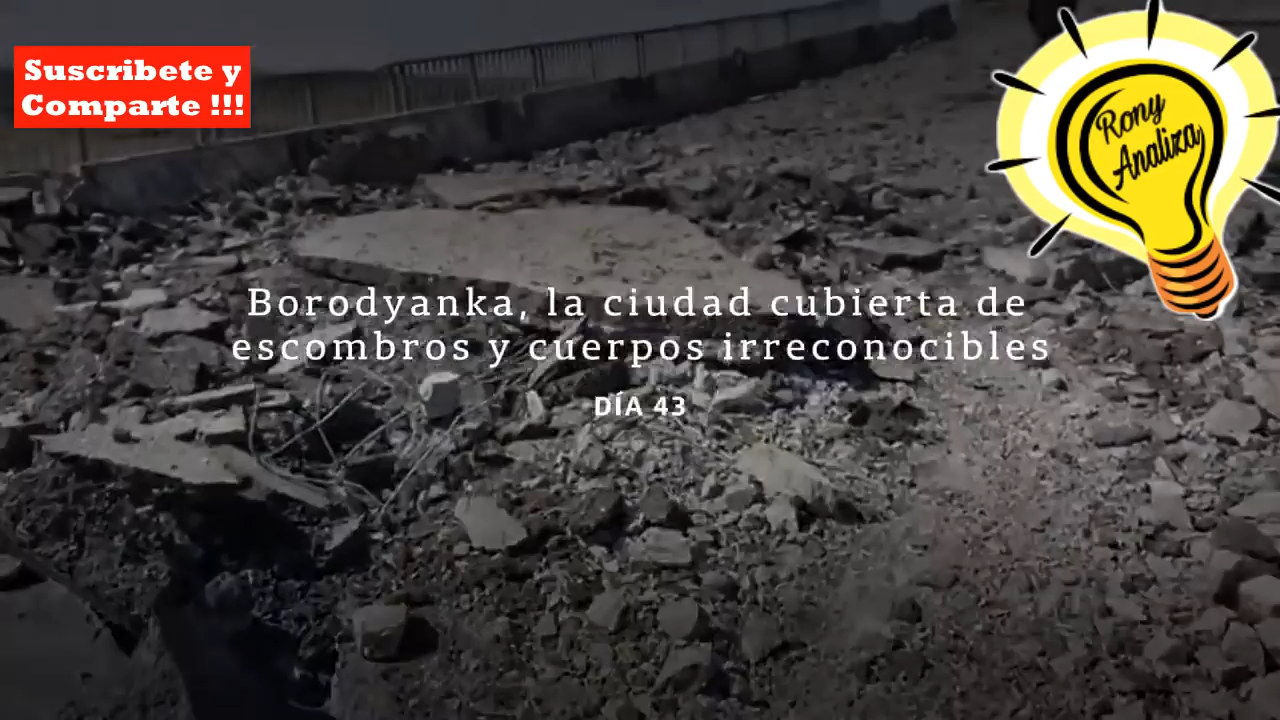 Suscribete y
Comparte !!!
Rony
Analiza
Borodyanka, la ciudad cubierta de
escombros y cuerpos irreconocibles
DÍA 43